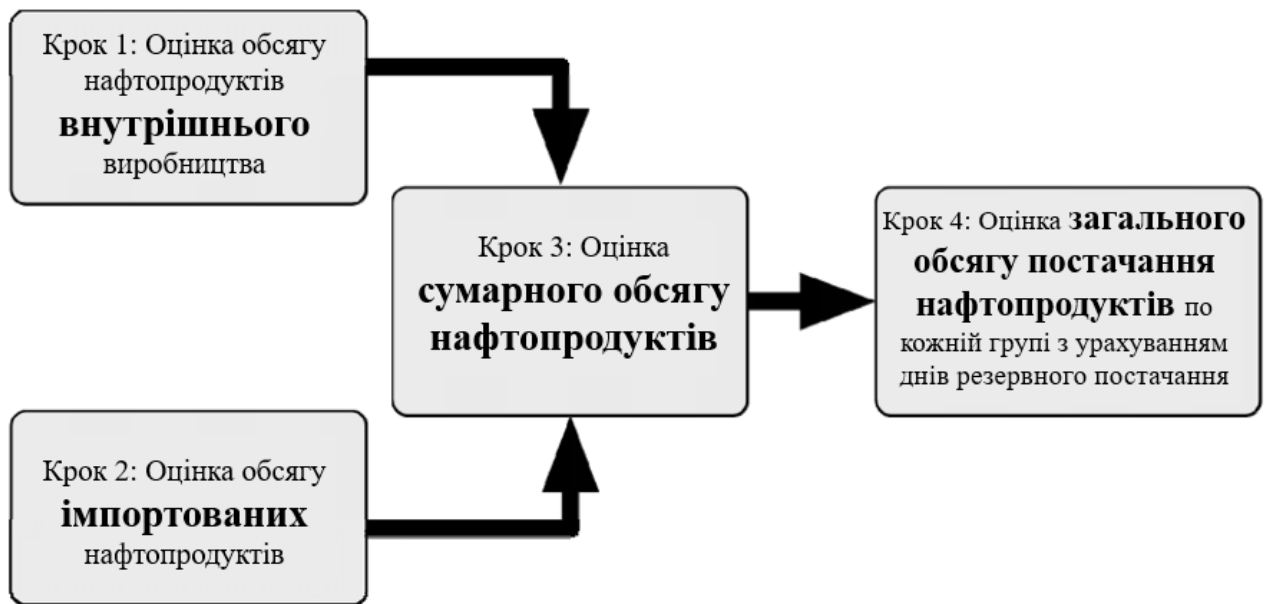 Крок 1: Оцінка обсягу
нафтопродуктів
внутрішнього
виробництва
Крок 2: Оцінка обсягу
імпортованих
нафтопродуктів
Крок 3: Оцінка
сумарного обсягу
нафтопродуктів
Крок 4: Оцінка загального
обсягу постачання
нафтопродуктів по
кожній групі з урахуванням
днів резервного постачання